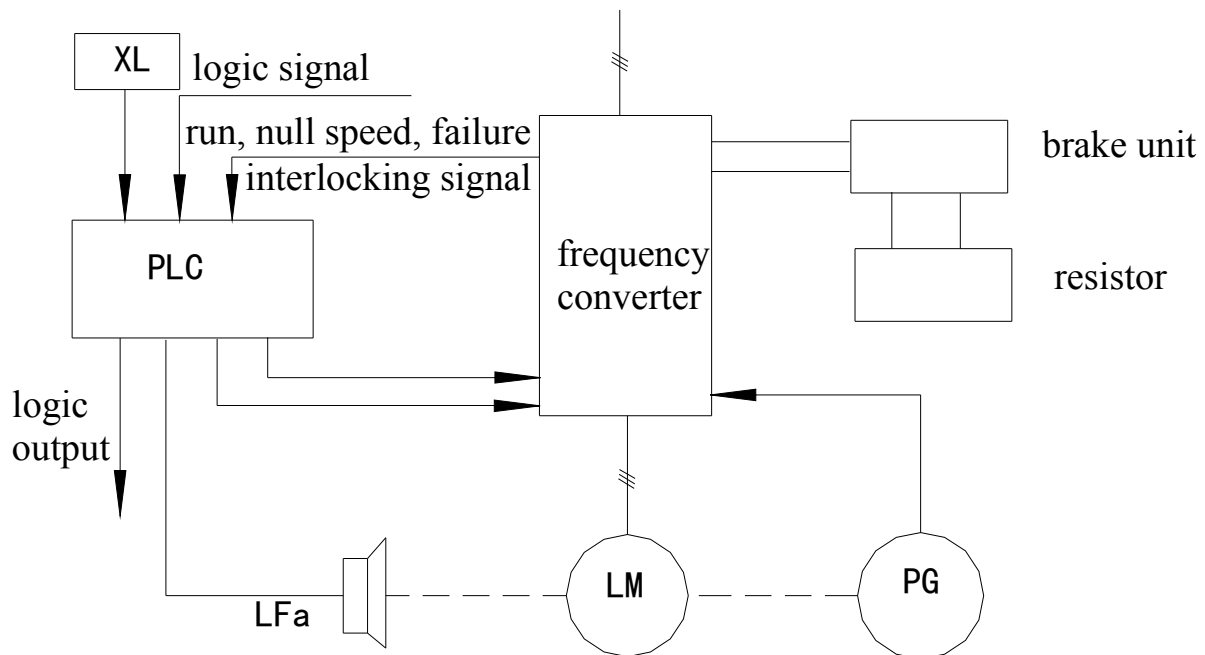 XL
logic signal
run, null speed, failure
interlocking signal
brake unit
PLC
frequency
converter
resistor
logic
output
LFa
LM
PG